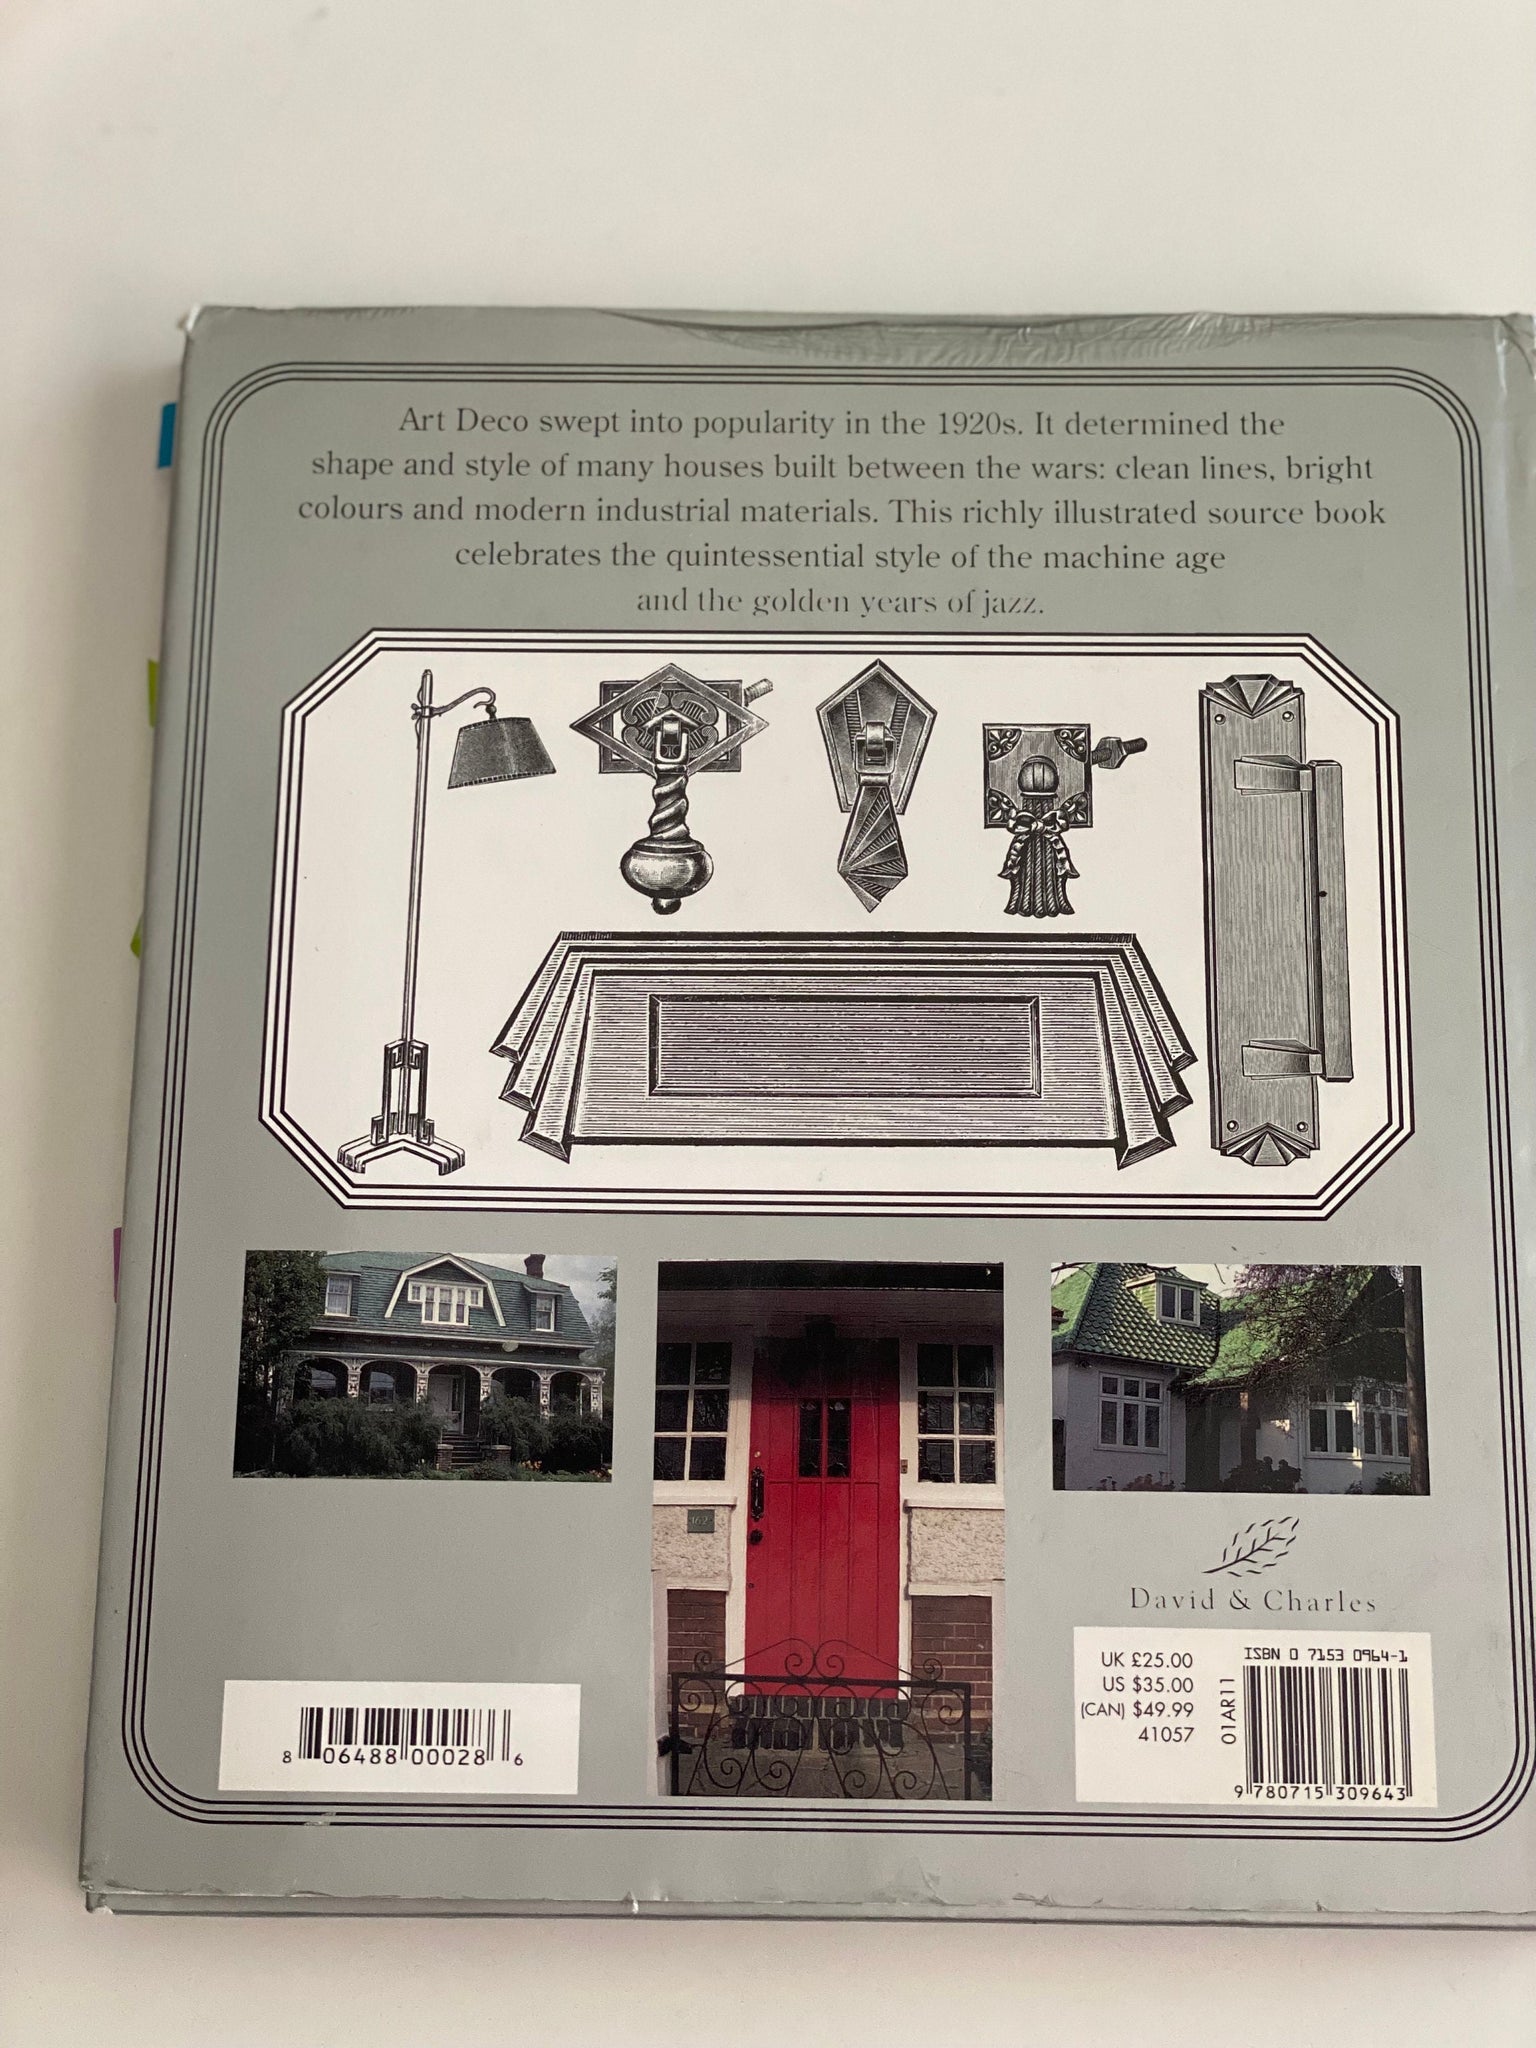 Art Deco swept into popularity in the 1920s. It determined the
shape and style of many houses built between the wars: clean lines, bright
colours and modern industrial materials. This richly illustrated source book
celebrates the quintessential style of the machine age
and the golden years of jazz.
162
David & Charles
UK £25.00
US $35.00
(CAN) $49.99
41057
01AR11
ISBN 0 7153 0964-1
9 780715 309643
8 06488 00028 6